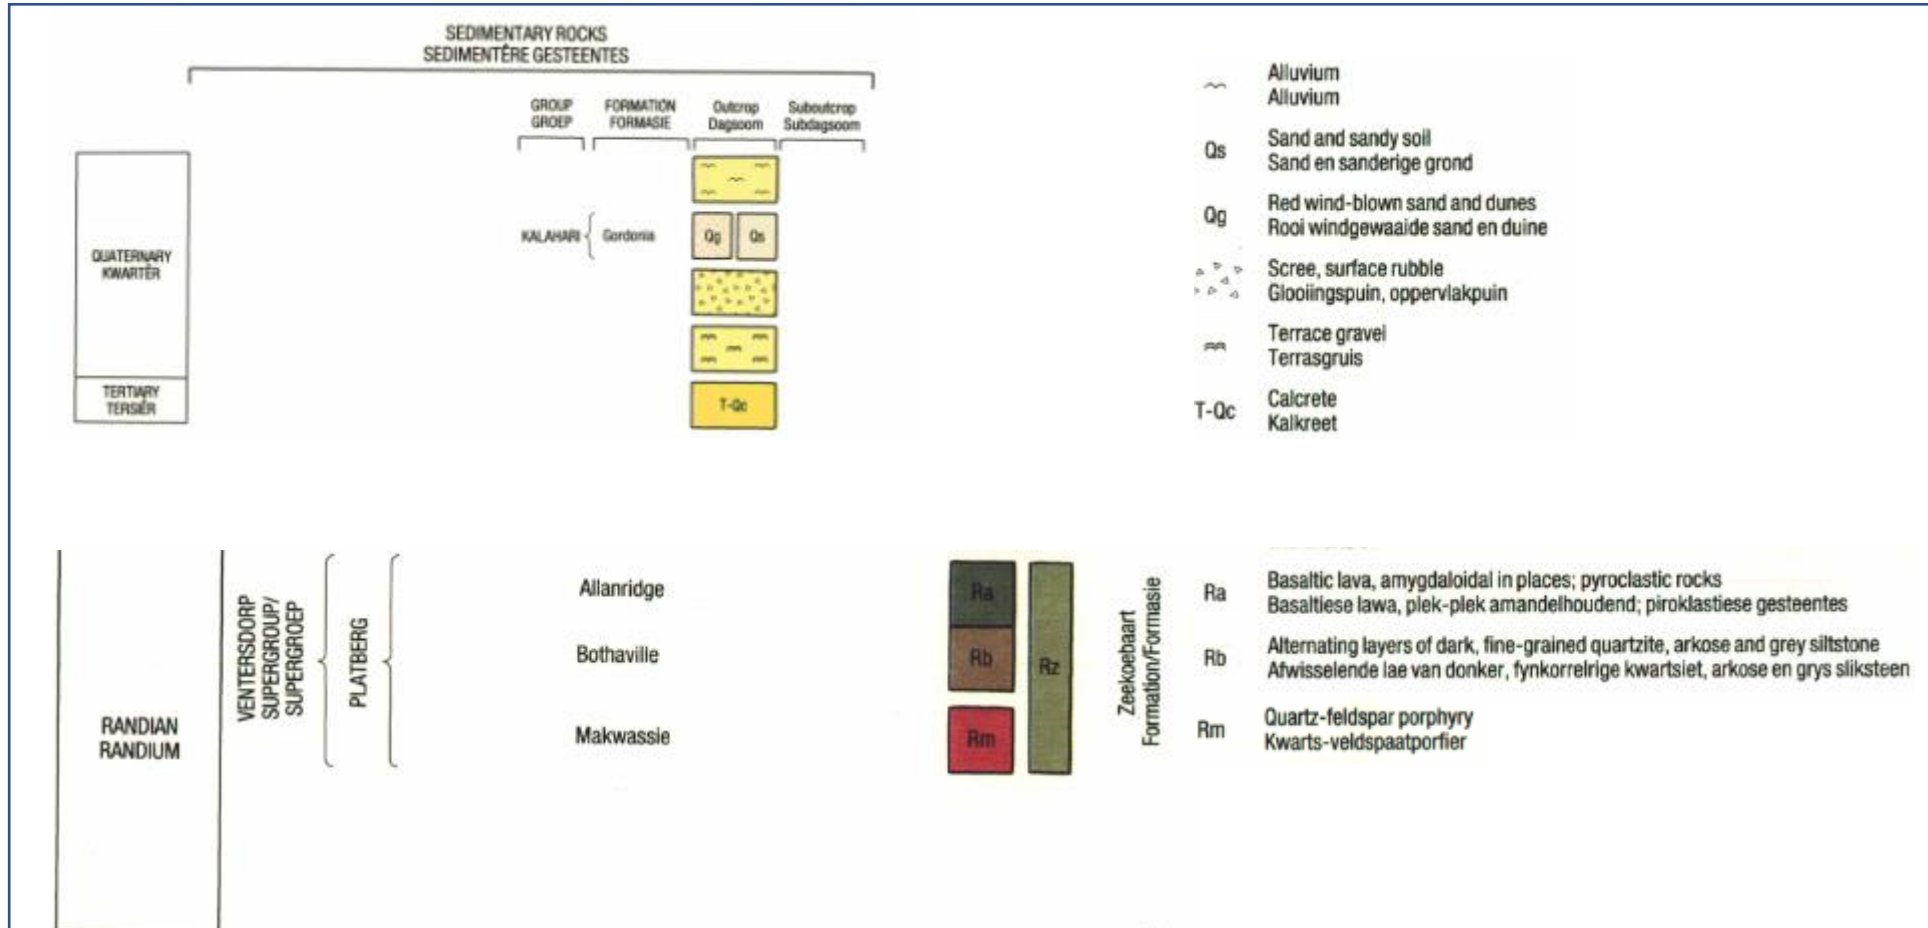 SEDIMENTARY ROCKS
SEDIMENTÊRE GESTEENTES
GROUP
GROEP
FORMATION
FORMASIE
Outcrop
Dagsoom
Suboutcrop
Subdagsoom
QUATERNARY
KWARTÊR
TERTIARY
TERSIÊR
KALAHARI
Gordonia
Qg
Qs
T-Qc
Alluvium
Alluvium
Qs
Sand and sandy soil
Sand en sanderige grond
Qg
Red wind-blown sand and dunes
Rooi windgewaaide sand en duine
Scree, surface rubble
Glooiingspuin, oppervlakpuin
Terrace gravel
Terrasgruis
T-Qc
Calcrete
Kalkreet
RANDIAN
RANDIUM
VENTERSDORP
SUPERGROUP/
SUPERGROEP
PLATBERG
Allanridge
Bothaville
Makwassie
Ra
Rb
Rm
Rz
Zeekoebaart
Formation/Formasie
Ra
Basaltic lava, amygdaloidal in places; pyroclastic rocks
Basaltiese lawa, plek-plek amandelhoudend; piroklastiese gesteentes
Rb
Alternating layers of dark, fine-grained quartzite, arkose and grey siltstone
Afwisselende lae van donker, fynkorrelrige kwartsiet, arkose en grys sliksteen
Rm
Quartz-feldspar porphyry
Kwarts-veldspaatporfier